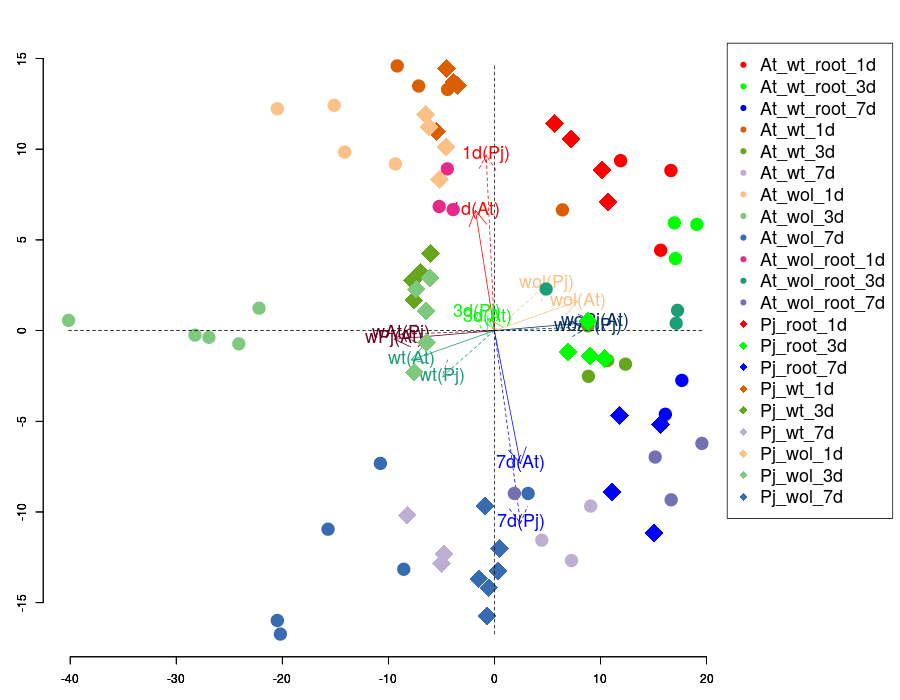 15
10
5
0
-5
-10
-15
-40
-30
-20
-10
0
10
20
1d(Pj)
d(At)
wol(Pj)
wol(At)
3d(Pj)
3d(At)
wt(At)
wt(Pj)
7d(At)
7d(Pj)
At_wt_root_1d
At_wt_root_3d
At_wt_root_7d
At_wt_1d
At_wt_3d
At_wt_7d
At_wol_1d
At_wol_3d
At_wol_7d
At_wol_root_1d
At_wol_root_3d
At_wol_root_7d
Pj_root_1d
Pj_root_3d
Pj_root_7d
Pj_wt_1d
Pj_wt_3d
Pj_wt_7d
Pj_wol_1d
Pj_wol_3d
Pj_wol_7d